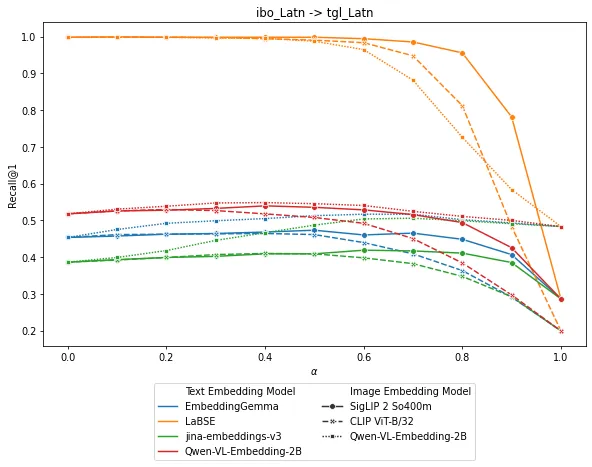 ibo_Latn -> tgl_Latn
Recall@1
1.0
0.9
0.8
0.7
0.6
0.5
0.4
0.3
0.2
0.0 0.2 0.4 0.6 0.8 1.0
α
Text Embedding Model
EmbeddingGemma
LaBSE
jina-embeddings-v3
Qwen-VL-Embedding-2B
Image Embedding Model
SigLIP 2 So400m
CLIP ViT-B/32
Qwen-VL-Embedding-2B